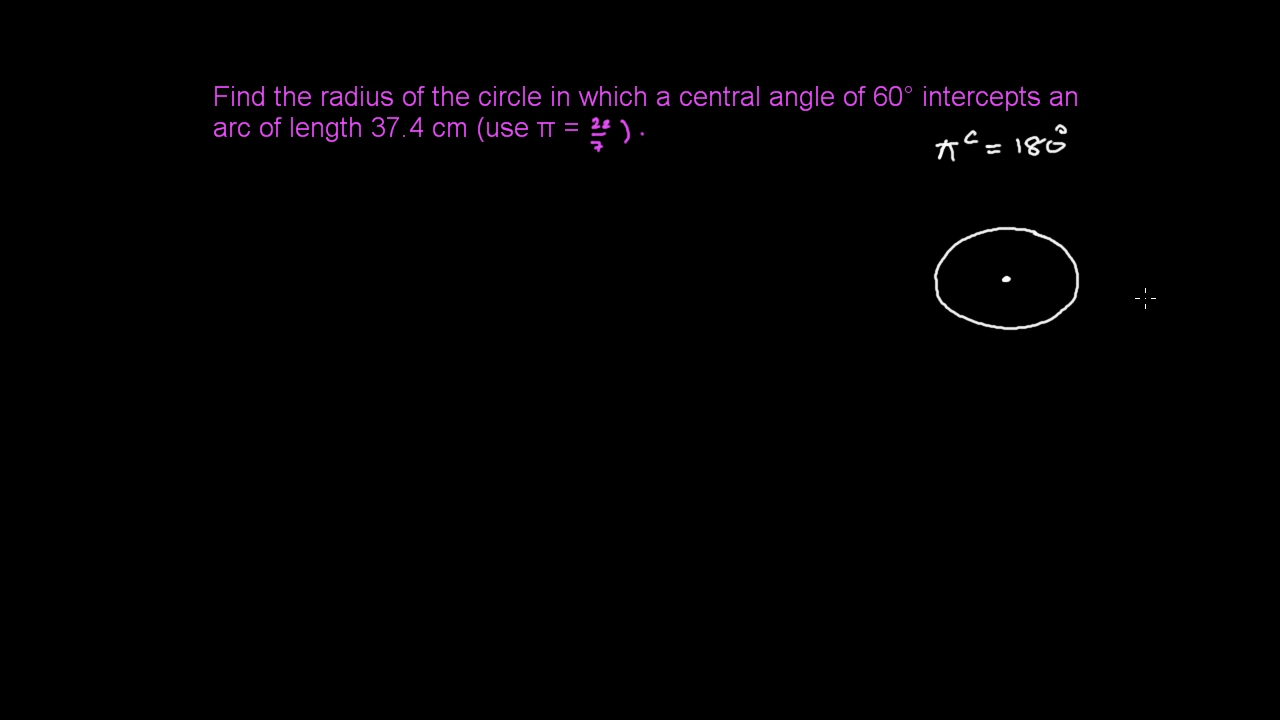 Find the radius of the circle in which a central angle of 60° intercepts an
arc of length 37.4 cm (use π = 22/7 ) .
π^c = 180°